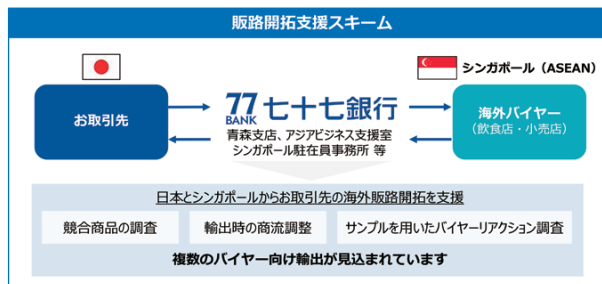 販路開拓支援スキーム
シンガポール（ASEAN）
お取引先
77 BANK 七十七銀行
青森支店、アジアビジネス支援室
シンガポール駐在員事務所 等
海外バイヤー
（飲食店・小売店）
日本とシンガポールからお取引先の海外販路開拓を支援
競合商品の調査
輸出時の商流調整
サンプルを用いたバイヤーリアクション調査
複数のバイヤー向け輸出が見込まれています